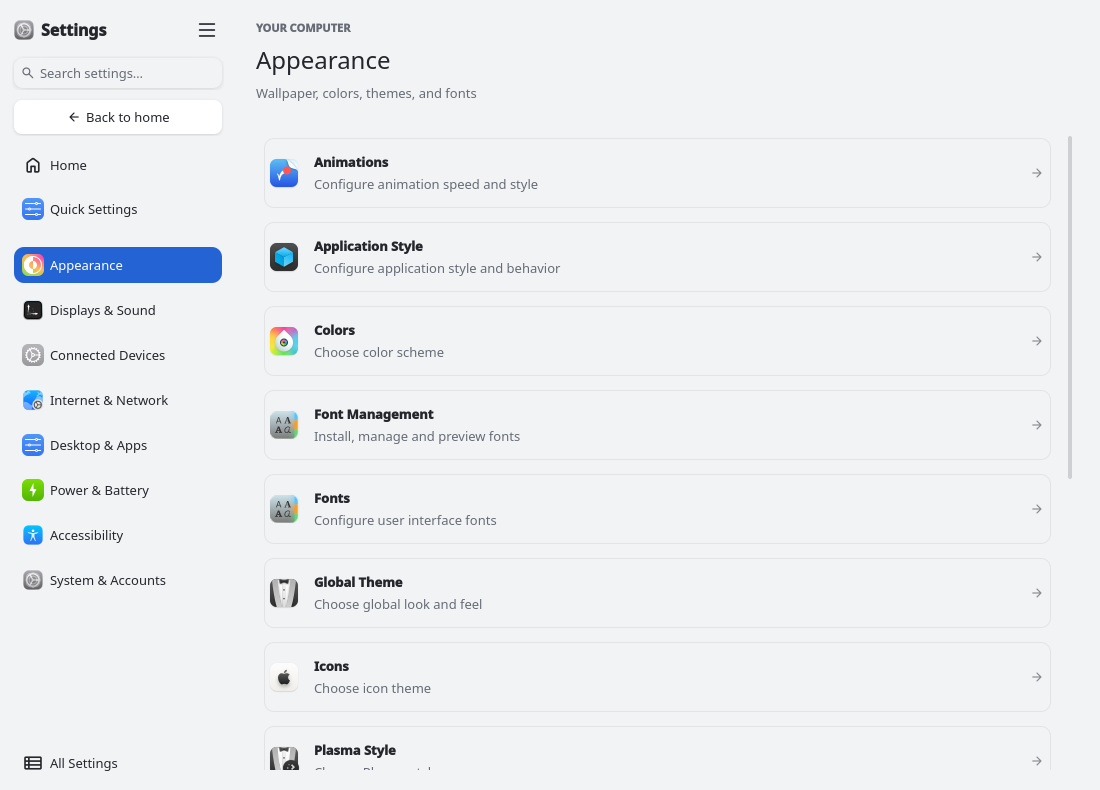 Settings
Search settings...
Back to home
Home
Quick Settings
Appearance
Displays & Sound
Connected Devices
Internet & Network
Desktop & Apps
Power & Battery
Accessibility
System & Accounts
All Settings
YOUR COMPUTER
Appearance
Wallpaper, colors, themes, and fonts
Animations
Configure animation speed and style
Application Style
Configure application style and behavior
Colors
Choose color scheme
Font Management
Install, manage and preview fonts
Fonts
Configure user interface fonts
Global Theme
Choose global look and feel
Icons
Choose icon theme
Plasma Style